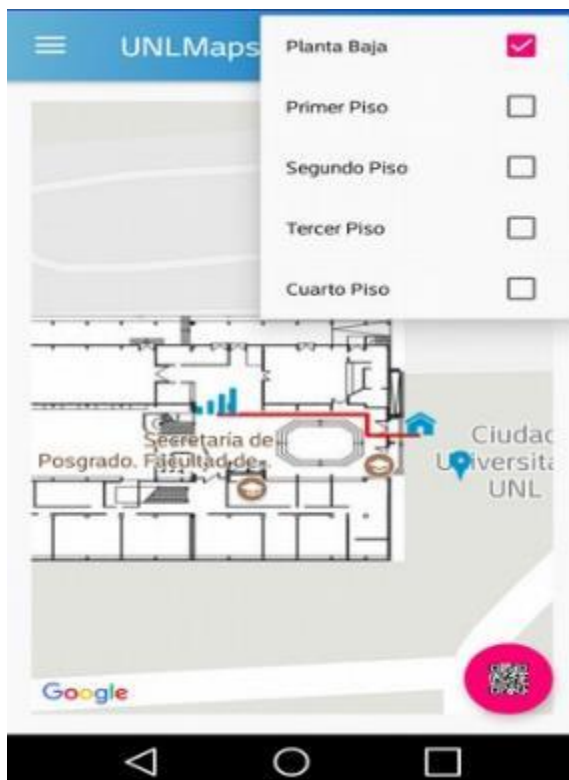 UNLMaps
Planta Baja
Primer Piso
Segundo Piso
Tercer Piso
Cuarto Piso
Secretaría de
Posgrado. Facultad de..
Ciudad
Universita
UNL
Google